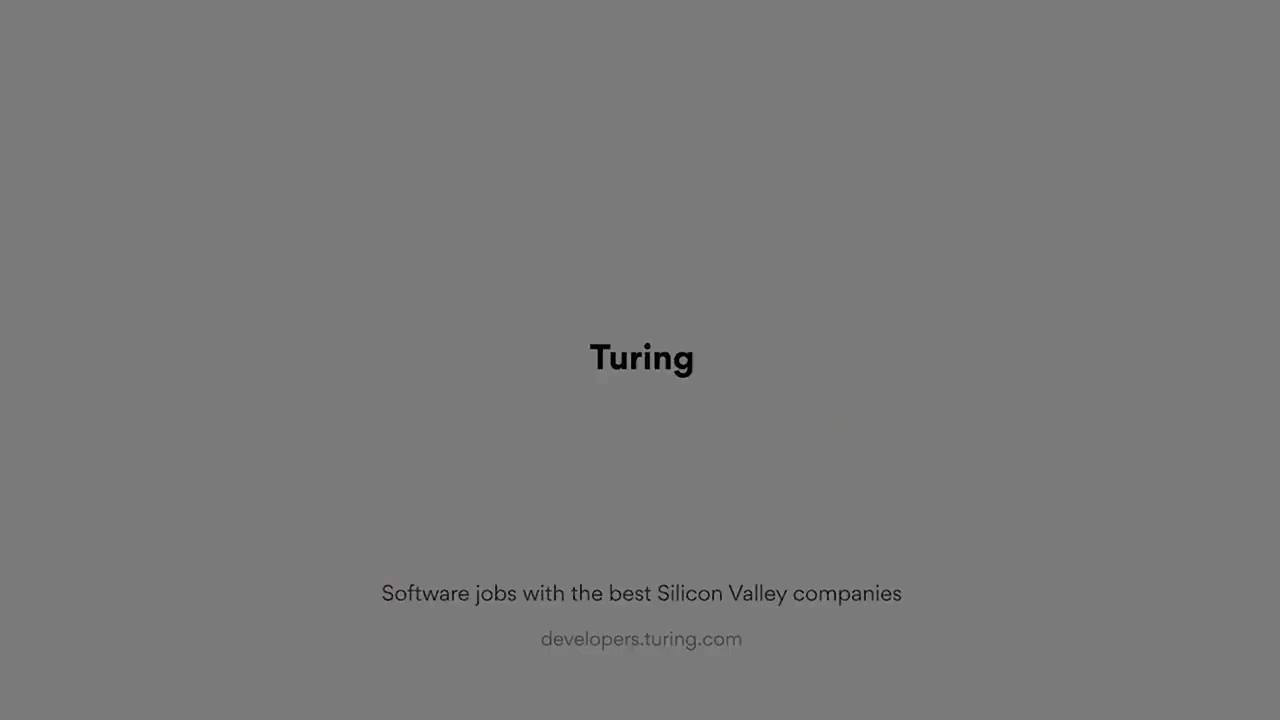 Turing
Software jobs with the best Silicon Valley companies
developers.turing.com